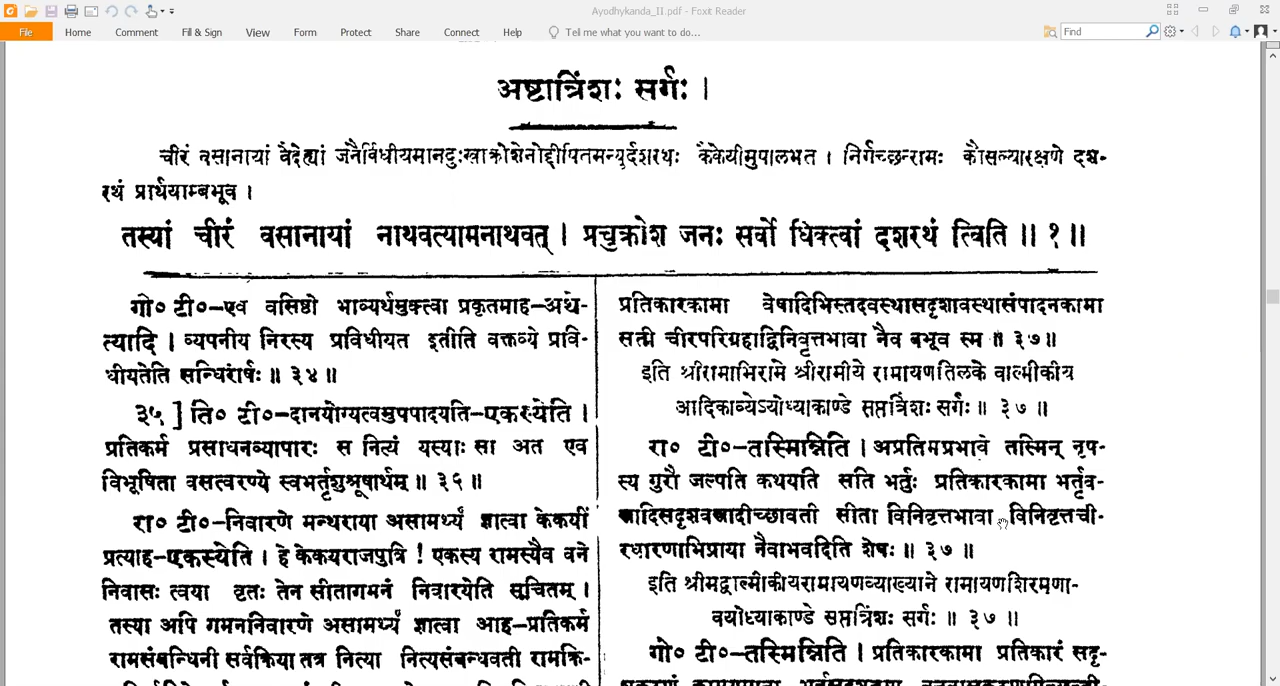 Ayodhykanda_II.pdf - Foxit Reader
File Home Comment Fill & Sign View Form Protect Share Connect Help Tell me what you want to do... Find
अष्टात्रिंशः सर्गः ।
चीरं वसानायां वैदेह्यां जनैर्विधीयमानदुःखाक्रोशेनोद्दीपितमन्युर्दशरथः कैकेयीमुपालभत । निर्गच्छन्रामः कौसल्यारक्षणे दश-
रथं प्रार्थयाम्बभूव ।
तस्यां चीरं वसानायां नाथवत्यामनाथवत् । प्रचुक्रोश जनः सर्वो धिक्त्वां दशरथं त्विति ॥ १ ॥
गो० टी०-एवं वसिष्ठो भाव्यर्थमुक्त्वा प्रकृतमाह-अथे-
त्यादि । व्यपनीय निरस्य प्रविधीयत इतीति वक्तव्ये प्रवि-
धीयतेति सन्धिरार्षः ॥ ३४ ॥
३५ ] ति० टी०-दानयोग्यत्वमुपपादयति-एकस्येति ।
प्रतिकर्म प्रसाधनव्यापारः स नित्यं यस्याः सा अत एव
विभूषिता वसत्वरण्ये स्वभर्तृशुश्रूषार्थम् ॥ ३६ ॥
रा० टी०-निवारणे मन्थराया असामर्थ्यं ज्ञात्वा केकयीं
प्रत्याह-एकस्येति । हे केकयराजपुत्रि ! एकस्य रामस्यैव वने
निवासः त्वया वृतः तेन सीतागमनं निवारयेति सूचितम् ।
तस्या अपि गमननिवारणे असामर्थ्यं ज्ञात्वा आह-प्रतिकर्म
रामसंबन्धिनी सर्वक्रिया तत्र नित्या नित्यसंबन्धवती रामक्रि-
प्रतिकारकामा वेषादिभिस्तदवस्थासदृशावस्थासंपादनकामा
सती चीरपरिग्रहाद्विनिवृत्तभावा नैव बभूव स्म ॥ ३७॥
इति श्रीरामाभिरामे श्रीरामीये रामायणतिलके वाल्मीकीय
आदिकाव्येऽयोध्याकाण्डे सप्तत्रिंशः सर्गः ॥ ३७ ॥
रा० टी०-तस्मिन्निति । अप्रतिमप्रभावे तस्मिन् नृप-
स्य गुरौ जल्पति कथयति सति भर्तुः प्रतिकारकामा भर्तृव-
स्त्रादिसदृशवस्त्रादीच्छावती सीता विनिवृत्तभावा विनिवृत्तची-
रधारणाभिप्राया नैवाभवदिति शेषः ॥ ३७ ॥
इति श्रीमद्वाल्मीकीयरामायणव्याख्याने रामायणशिरमणा-
वयोध्याकाण्डे सप्तत्रिंशः सर्गः ॥ ३७ ॥
गो० टी०-तस्मिन्निति । प्रतिकारकामा प्रतिकारं सदृ-